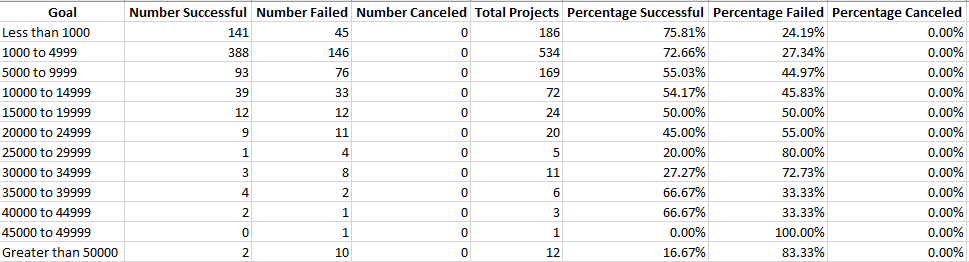 Goal Number Successful Number Failed Number Canceled Total Projects Percentage Successful Percentage Failed Percentage Canceled
Less than 1000 141 45 0 186 75.81% 24.19% 0.00%
1000 to 4999 388 146 0 534 72.66% 27.34% 0.00%
5000 to 9999 93 76 0 169 55.03% 44.97% 0.00%
10000 to 14999 39 33 0 72 54.17% 45.83% 0.00%
15000 to 19999 12 12 0 24 50.00% 50.00% 0.00%
20000 to 24999 9 11 0 20 45.00% 55.00% 0.00%
25000 to 29999 1 4 0 5 20.00% 80.00% 0.00%
30000 to 34999 3 8 0 11 27.27% 72.73% 0.00%
35000 to 39999 4 2 0 6 66.67% 33.33% 0.00%
40000 to 44999 2 1 0 3 66.67% 33.33% 0.00%
45000 to 49999 0 1 0 1 0.00% 100.00% 0.00%
Greater than 50000 2 10 0 12 16.67% 83.33% 0.00%